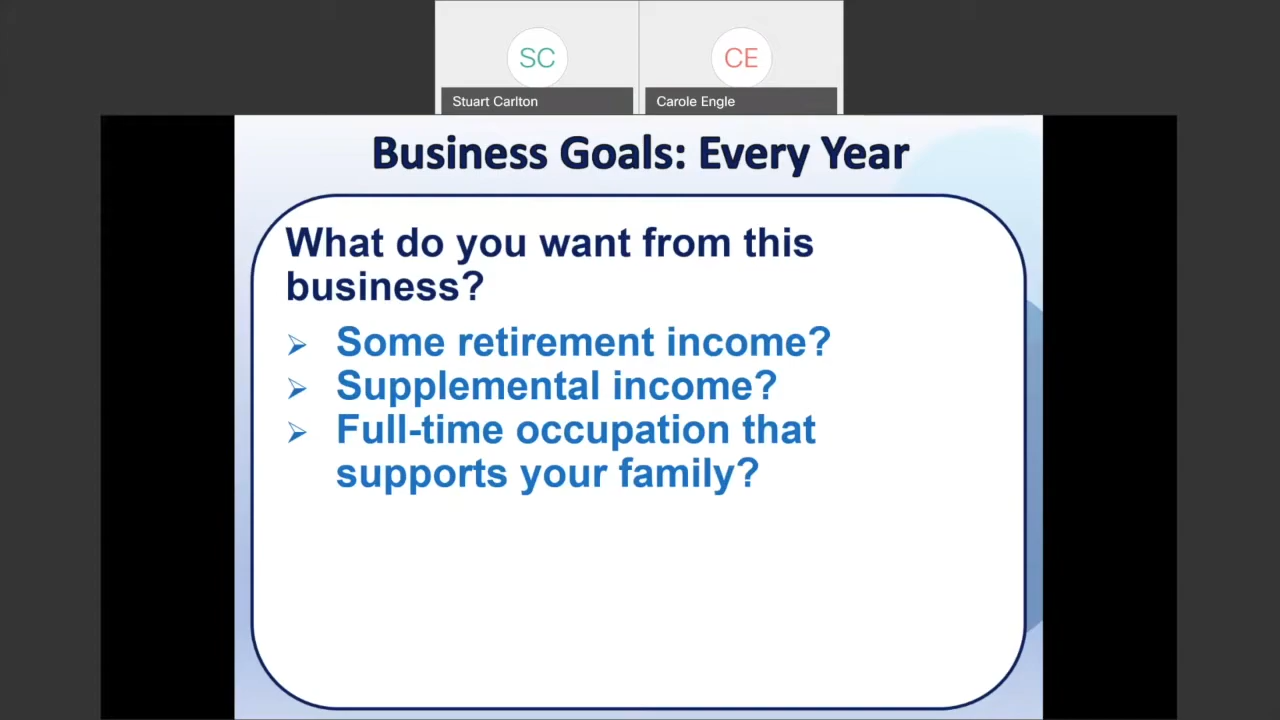 SC
CE
Stuart Carlton
Carole Engle
Business Goals: Every Year
What do you want from this
business?
Some retirement income?
Supplemental income?
Full-time occupation that
supports your family?